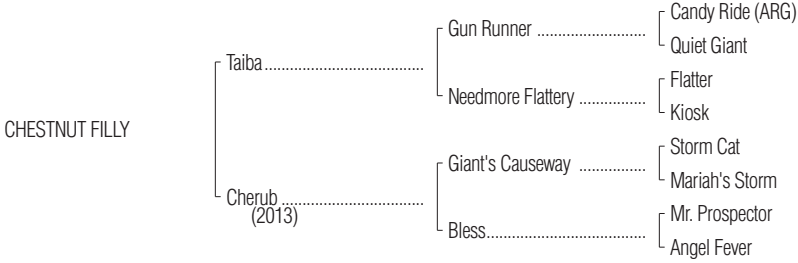 Candy Ride (ARG)
Gun Runner ..........................
Quiet Giant
Taiba.....................................
Flatter
Needmore Flattery ................
Kiosk
CHESTNUT FILLY
Storm Cat
Giant's Causeway ................
Mariah's Storm
Cherub ..................................
(2013)
Mr. Prospector
Bless......................................
Angel Fever